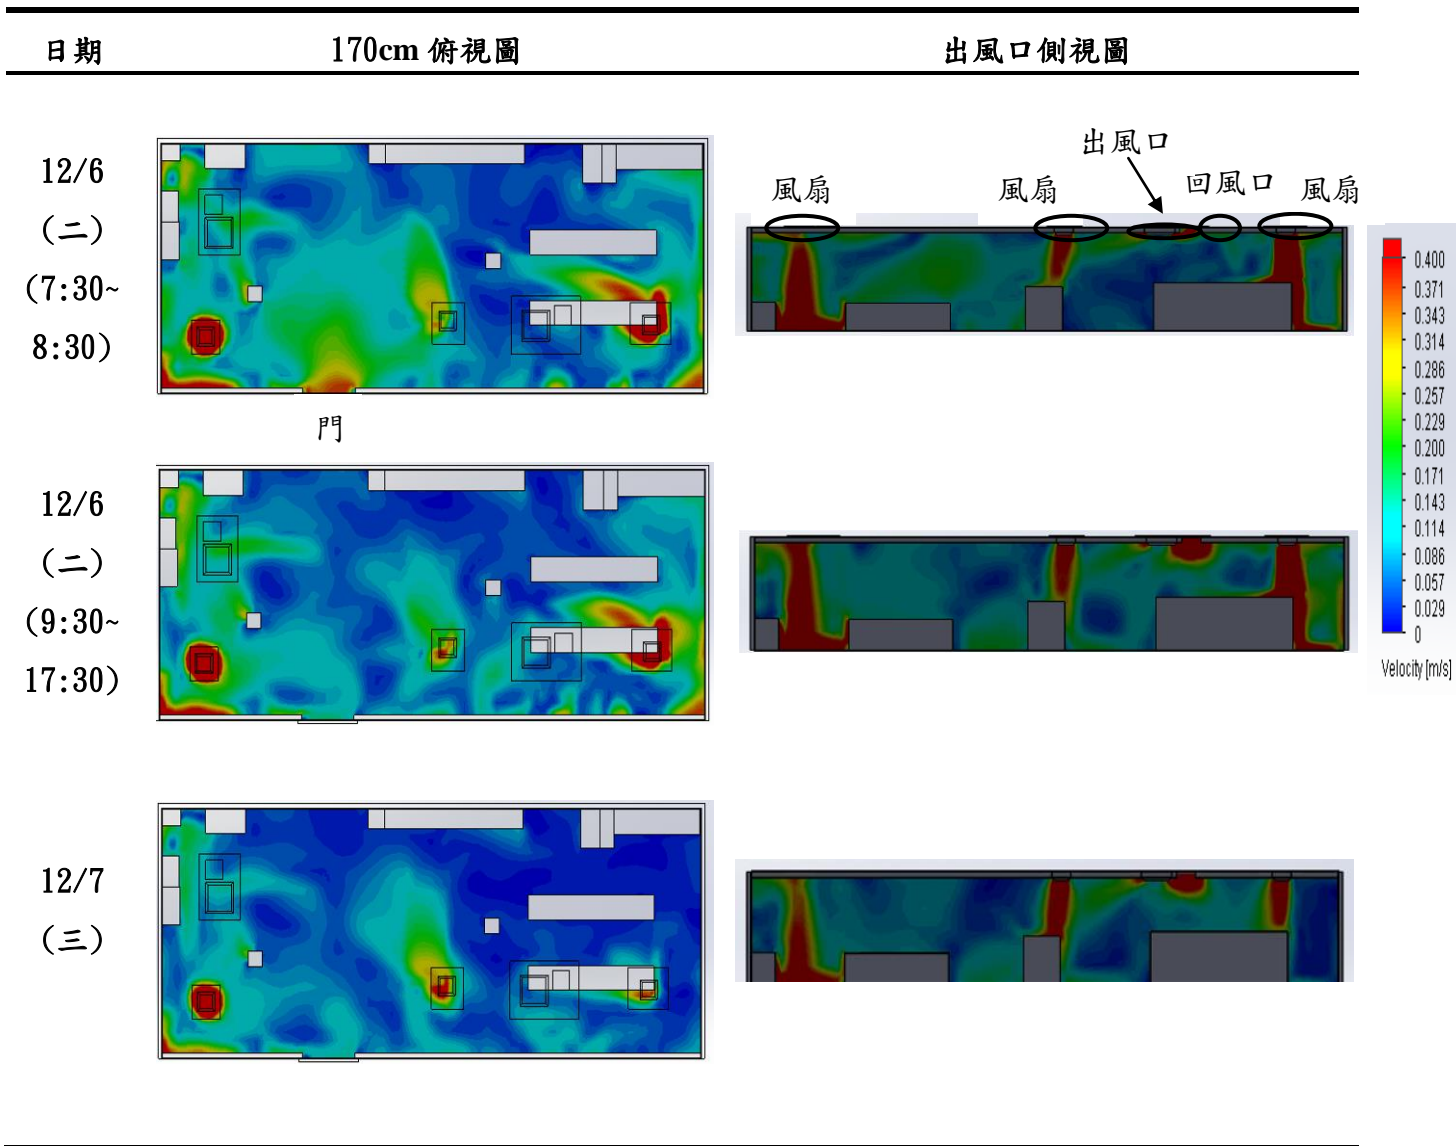 日期 170cm 俯視圖 出風口側視圖
12/6
(二)
(7:30~
8:30)
門
出風口
風扇 風扇 回風口 風扇
12/6
(二)
(9:30~
17:30)
12/7
(三)
0.400
0.371
0.343
0.314
0.286
0.257
0.229
0.200
0.171
0.143
0.114
0.086
0.057
0.029
0
Velocity [m/s]